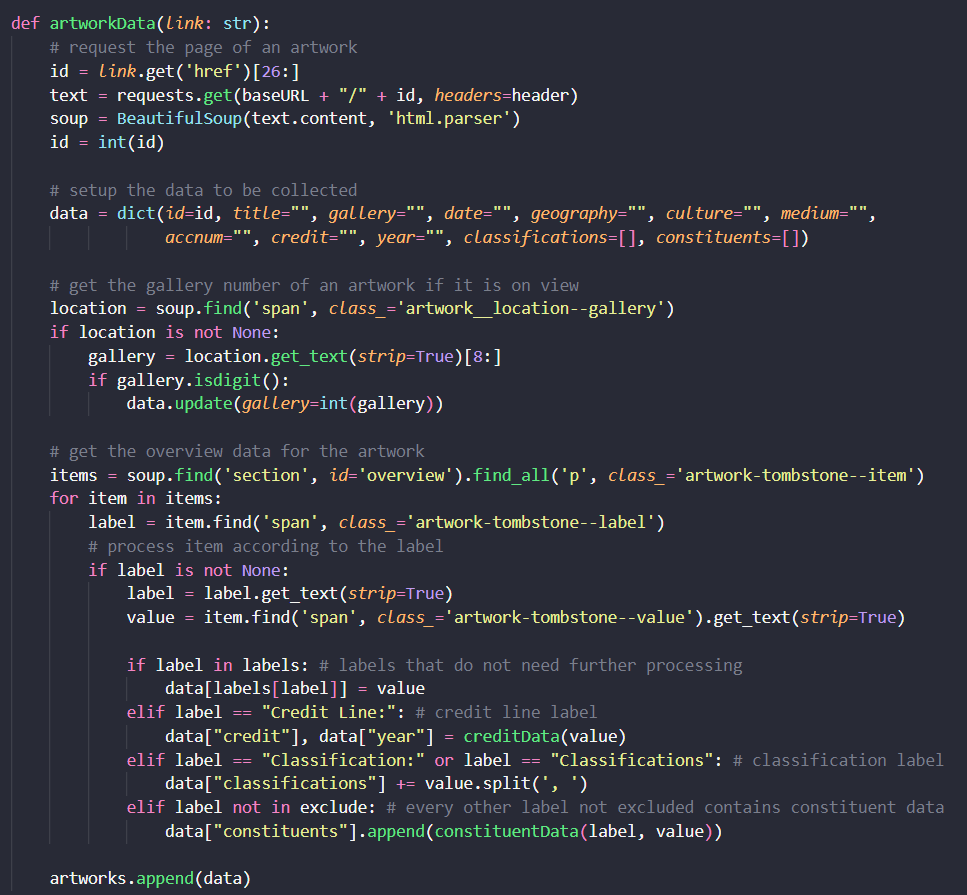 def artworkData(link: str):
    # request the page of an artwork
    id = link.get('href')[26:]
    text = requests.get(baseURL + "/" + id, headers=header)
    soup = BeautifulSoup(text.content, 'html.parser')
    id = int(id)

    # setup the data to be collected
    data = dict(id=id, title="", gallery="", date="", geography="", culture="", medium="",
                accnum="", credit="", year="", classifications=[], constituents=[])

    # get the gallery number of an artwork if it is on view
    location = soup.find('span', class_='artwork__location--gallery')
    if location is not None:
        gallery = location.get_text(strip=True)[8:]
        if gallery.isdigit():
            data.update(gallery=int(gallery))

    # get the overview data for the artwork
    items = soup.find('section', id='overview').find_all('p', class_='artwork-tombstone--item')
    for item in items:
        label = item.find('span', class_='artwork-tombstone--label')
        # process item according to the label
        if label is not None:
            label = label.get_text(strip=True)
            value = item.find('span', class_='artwork-tombstone--value').get_text(strip=True)

            if label in labels: # labels that do not need further processing
                data[labels[label]] = value
            elif label == "Credit Line:": # credit line label
                data["credit"], data["year"] = creditData(value)
            elif label == "Classification:" or label == "Classifications": # classification label
                data["classifications"] += value.split(', ')
            elif label not in exclude: # every other label not excluded contains constituent data
                data["constituents"].append(constituentData(label, value))

    artworks.append(data)